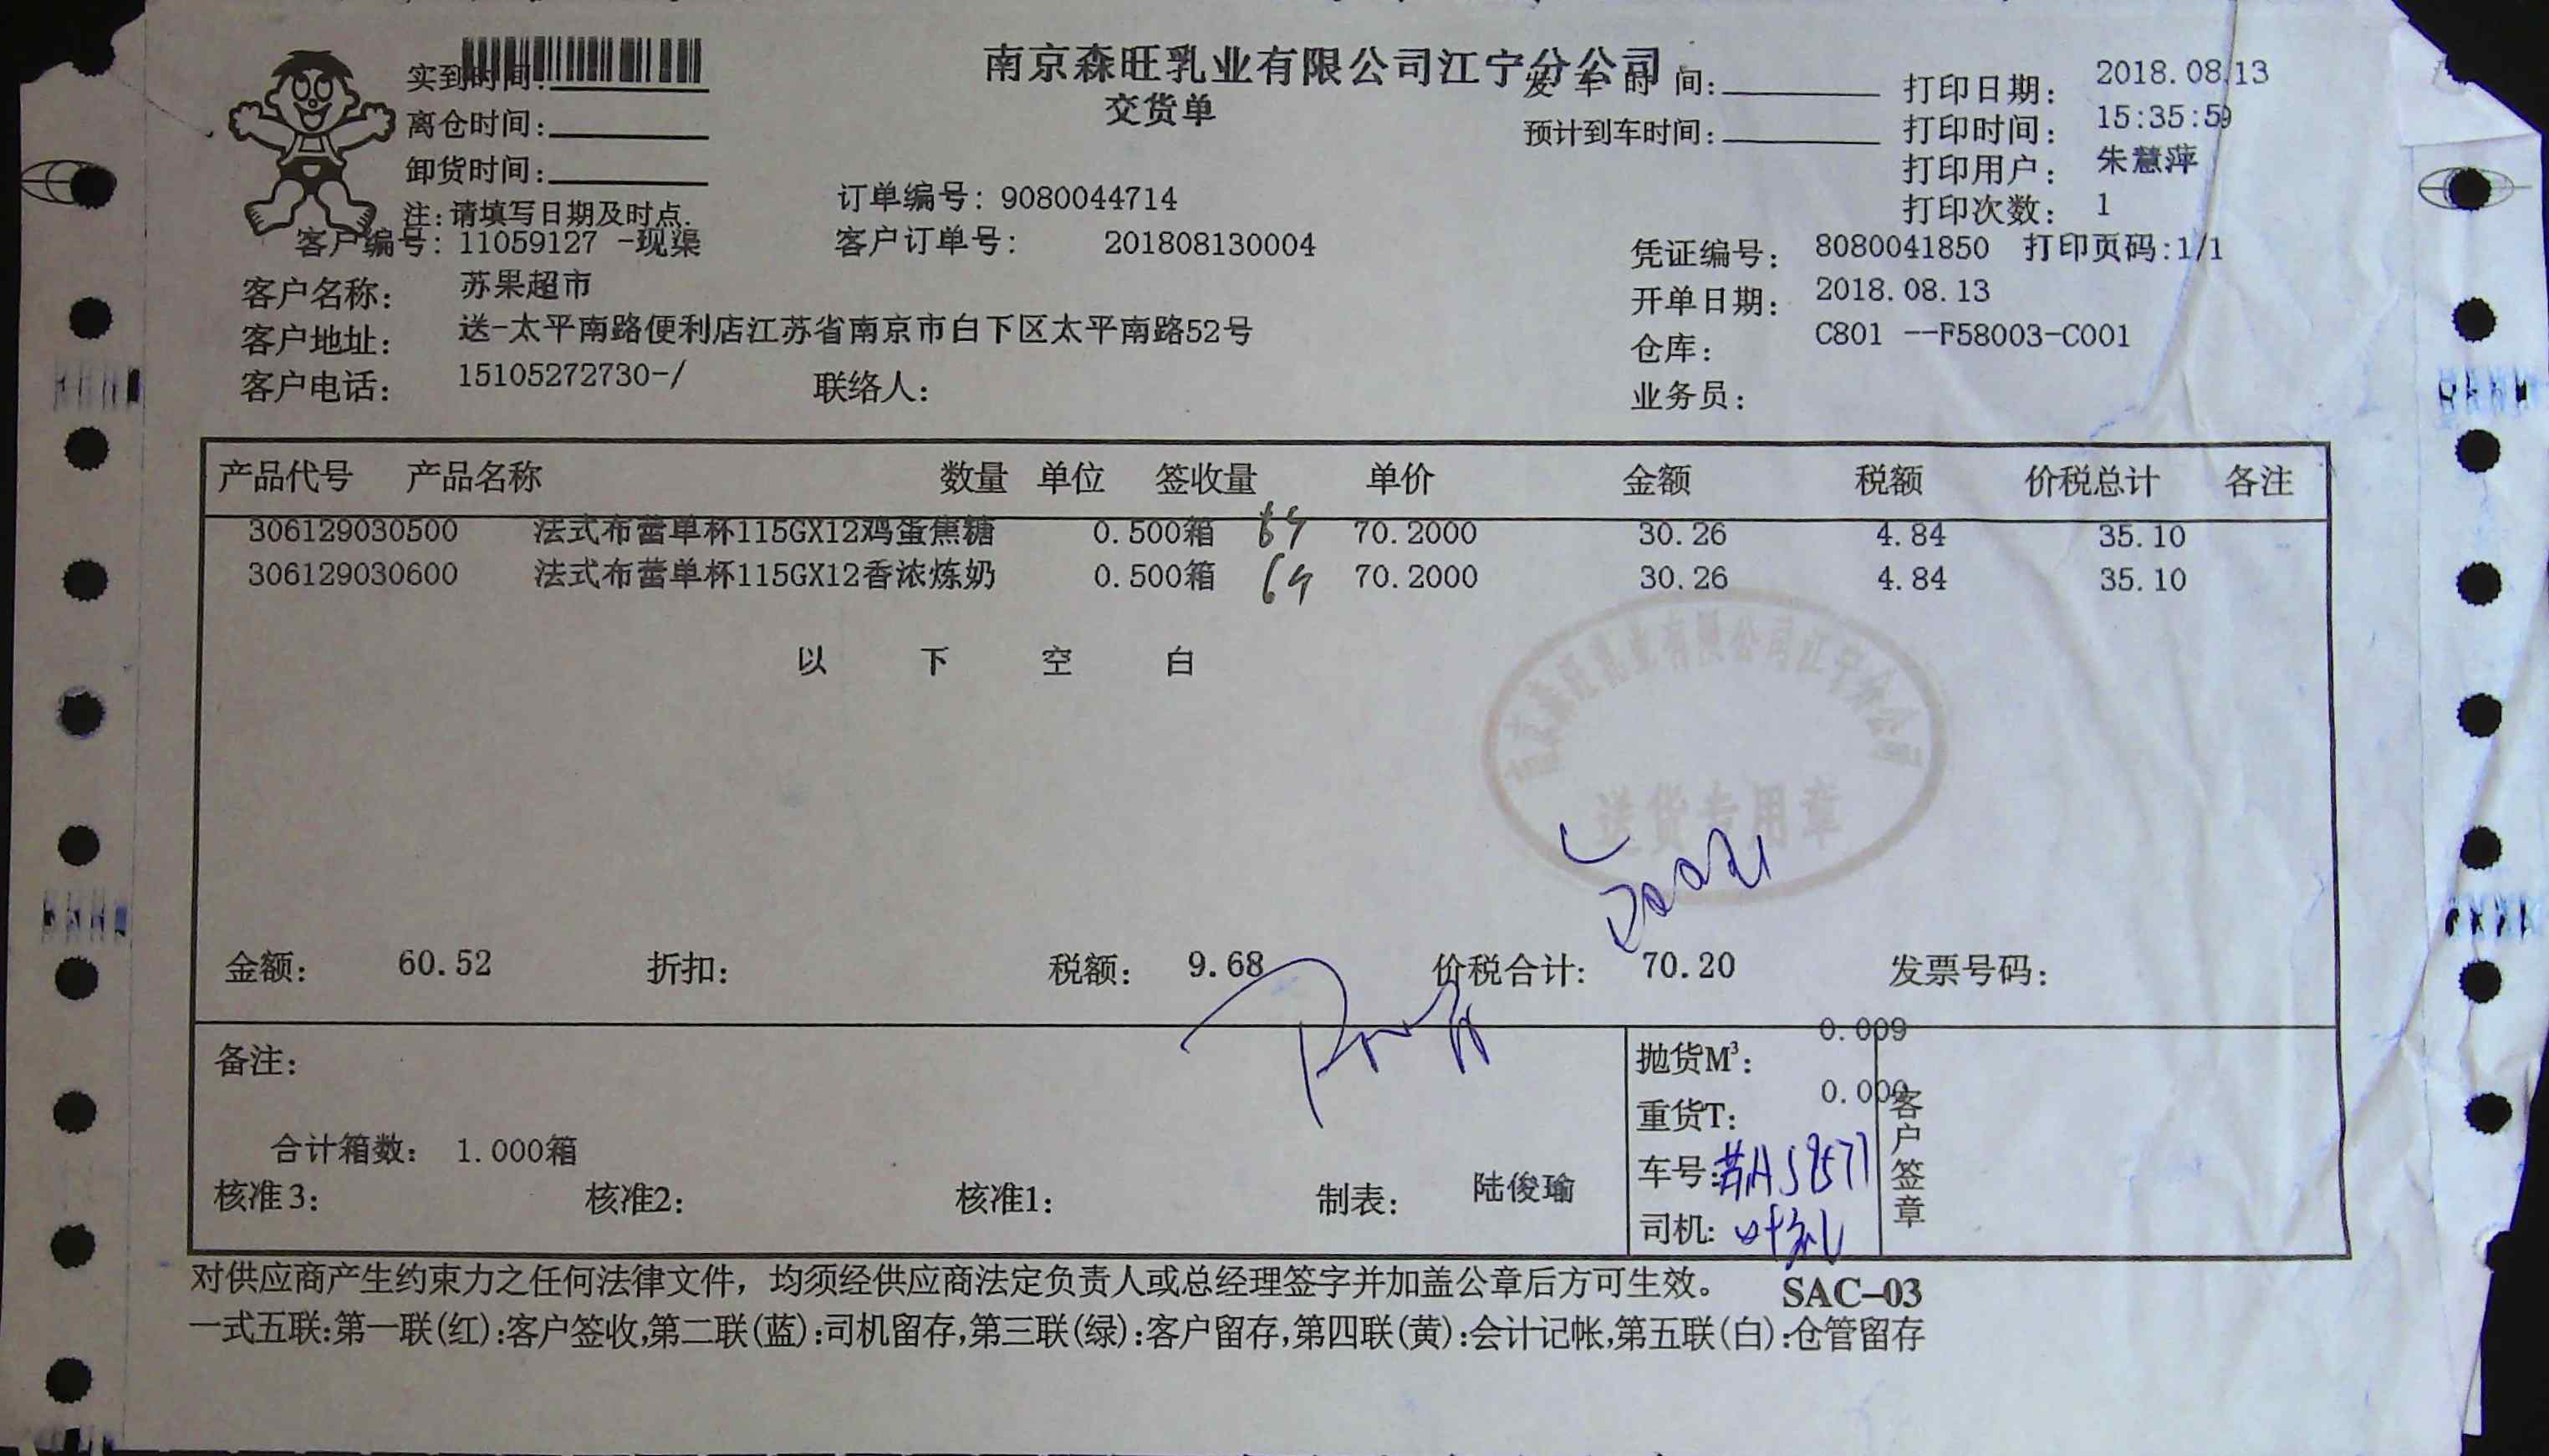 南京森旺乳业有限公司江宁分公司
交货单
实到时间:
离仓时间:
卸货时间:
注:请填写日期及时点.
发车时间:
预计到车时间:
打印日期: 2018.08.13
打印时间: 15:35:59
打印用户: 朱慧萍
打印次数: 1
订单编号: 9080044714
客户编号: 11059127 -现渠 客户订单号: 201808130004 凭证编号: 8080041850 打印页码:1/1
客户名称: 苏果超市 开单日期: 2018.08.13
客户地址: 送-太平南路便利店江苏省南京市白下区太平南路52号 仓库: C801 --F58003-C001
客户电话: 15105272730-/ 联络人: 业务员:
产品代号 产品名称 数量 单位 签收量 单价 金额 税额 价税总计 各注
306129030500 法式布蕾单杯115GX12鸡蛋焦糖 0.500箱 70.2000 30.26 4.84 35.10
306129030600 法式布蕾单杯115GX12香浓炼奶 0.500箱 70.2000 30.26 4.84 35.10
以 下 空 白
南京森旺乳业有限公司江宁分公司
送货专用章
金额: 60.52 折扣: 税额: 9.68 价税合计: 70.20 发票号码:
备注:
合计箱数: 1.000箱
核准3: 核准2: 核准1: 制表: 陆俊瑜
抛货M³: 0.009
重货T: 0.000
车号:
司机:
客户签章
对供应商产生约束力之任何法律文件，均须经供应商法定负责人或总经理签字并加盖公章后方可生效。 SAC-03
一式五联:第一联(红):客户签收,第二联(蓝):司机留存,第三联(绿):客户留存,第四联(黄):会计记帐,第五联(白):仓管留存